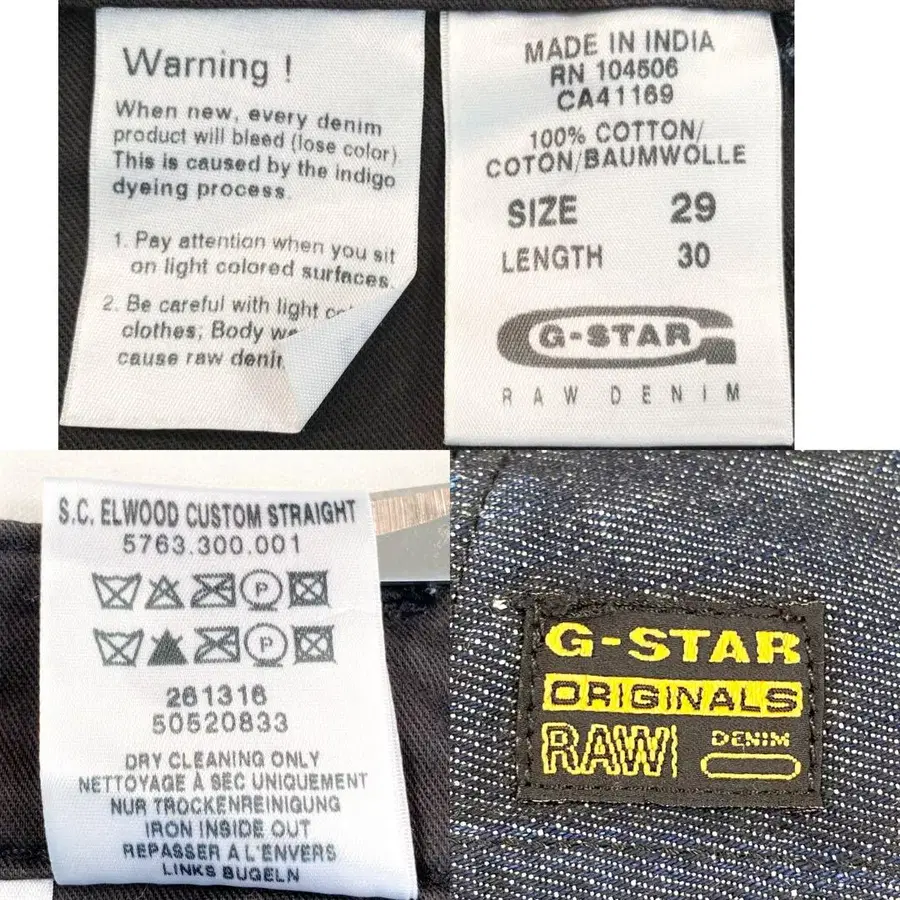 Warning !
When new, every denim
product will bleed (lose color)
This is caused by the indigo
dyeing process.
1. Pay attention when you sit
on light colored surfaces.
2. Be careful with light
clothes; Body
cause raw
MADE IN INDIA
RN 104506
CA41169
100% COTTON/
COTON/BAUMWOLLE
SIZE 29
LENGTH 30
G-STAR
RAW DENIM
S.C. ELWOOD CUSTOM STRAIGHT
5763.300.001
P
P
261316
50520833
DRY CLEANING ONLY
NETTOYAGE À SEC UNIQUEMENT
NUR TROCKENREINIGUNG
IRON INSIDE OUT
REPASSER A L'ENVERS
LINKS BUGELN
G-STAR
ORIGINALS
RAW DENIM